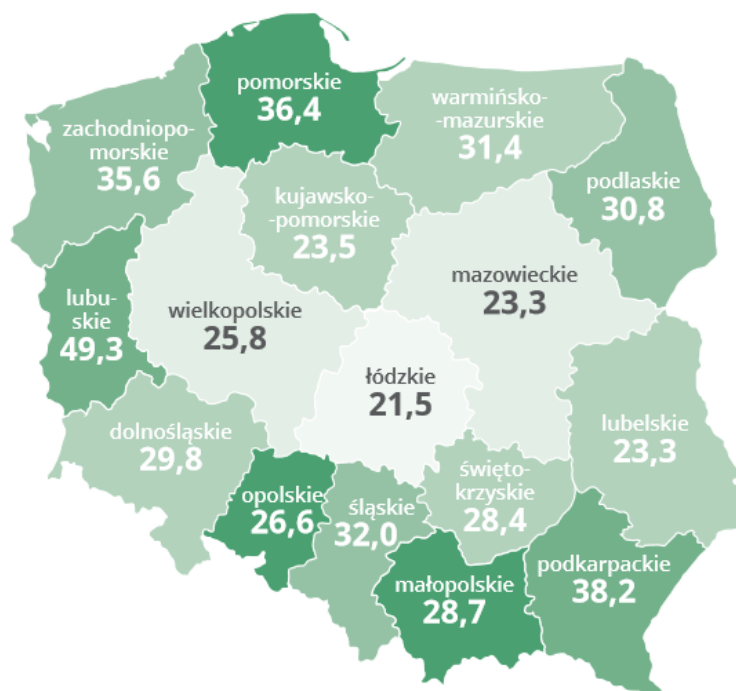 pomorskie
36,4
warmińsko-
-mazurskie
31,4
zachodniopo-
morskie
35,6
podlaskie
30,8
kujawsko-
-pomorskie
23,5
mazowieckie
23,3
lubu-
skie
49,3
wielkopolskie
25,8
łódzkie
21,5
lubelskie
23,3
dolnośląskie
29,8
święto-
krzyskie
28,4
opolskie
26,6
śląskie
32,0
podkarpackie
38,2
małopolskie
28,7